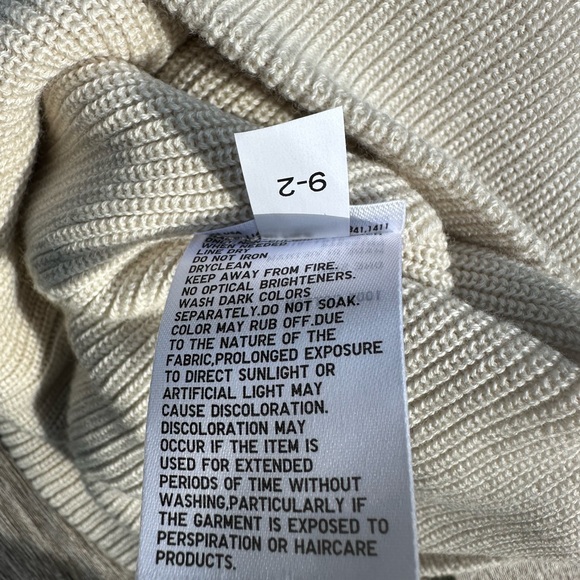 9-2
WHEN NEEDED
LINE DRY
DO NOT IRON
DRYCLEAN
KEEP AWAY FROM FIRE.
NO OPTICAL BRIGHTENERS.
WASH DARK COLORS
SEPARATELY.DO NOT SOAK.
COLOR MAY RUB OFF.DUE
TO THE NATURE OF THE
FABRIC,PROLONGED EXPOSURE
TO DIRECT SUNLIGHT OR
ARTIFICIAL LIGHT MAY
CAUSE DISCOLORATION.
DISCOLORATION MAY
OCCUR IF THE ITEM IS
USED FOR EXTENDED
PERIODS OF TIME WITHOUT
WASHING,PARTICULARLY IF
THE GARMENT IS EXPOSED TO
PERSPIRATION OR HAIRCARE
PRODUCTS.